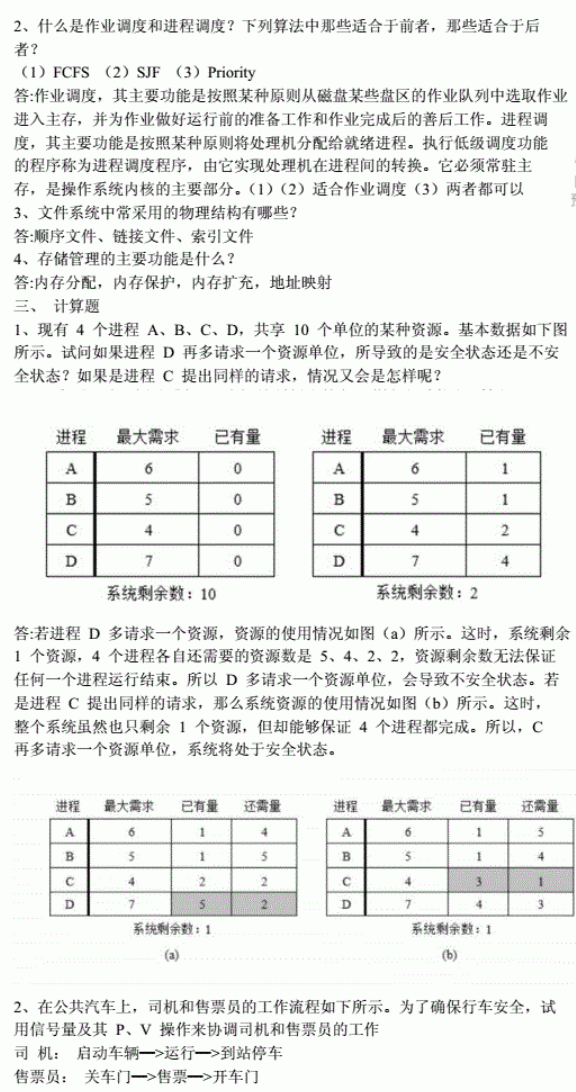 2、什么是作业调度和进程调度？下列算法中那些适合于前者，那些适合于后
者？
（1）FCFS （2）SJF （3）Priority
答:作业调度，其主要功能是按照某种原则从磁盘某些盘区的作业队列中选取作业
进入主存，并为作业做好运行前的准备工作和作业完成后的善后工作。进程调
度，其主要功能是按照某种原则将处理机分配给就绪进程。执行低级调度功能
的程序称为进程调度程序，由它实现处理机在进程间的转换。它必须常驻主
存，是操作系统内核的主要部分。（1）（2）适合作业调度（3）两者都可以
3、文件系统中常采用的物理结构有哪些？
答:顺序文件、链接文件、索引文件
4、存储管理的主要功能是什么？
答:内存分配，内存保护，内存扩充，地址映射
三、 计算题
1、现有 4 个进程 A、B、C、D，共享 10 个单位的某种资源。基本数据如下图
所示。试问如果进程 D 再多请求一个资源单位，所导致的是安全状态还是不安
全状态？如果是进程 C 提出同样的请求，情况又会是怎样呢？
进程 最大需求 已有量 进程 最大需求 已有量
A 6 0 A 6 1
B 5 0 B 5 1
C 4 0 C 4 2
D 7 0 D 7 4
系统剩余数：10 系统剩余数：2
答:若进程 D 多请求一个资源，资源的使用情况如图（a）所示。这时，系统剩余
1 个资源，4 个进程各自还需要的资源数是 5、4、2、2，资源剩余数无法保证
任何一个进程运行结束。所以 D 多请求一个资源单位，会导致不安全状态。若
是进程 C 提出同样的请求，那么系统资源的使用情况如图（b）所示。这时，
整个系统虽然也只剩余 1 个资源，但却能够保证 4 个进程都完成。所以，C
再多请求一个资源单位，系统将处于安全状态。
进程 最大需求 已有量 还需量 进程 最大需求 已有量 还需量
A 6 1 4 A 6 1 5
B 5 1 5 B 5 1 4
C 4 2 2 C 4 3 1
D 7 5 2 D 7 4 3
系统剩余数：1 系统剩余数：1
(a) (b)
2、在公共汽车上，司机和售票员的工作流程如下所示。为了确保行车安全，试
用信号量及其 P、V 操作来协调司机和售票员的工作
司 机： 启动车辆—>运行—>到站停车
售票员： 关车门—>售票—>开车门